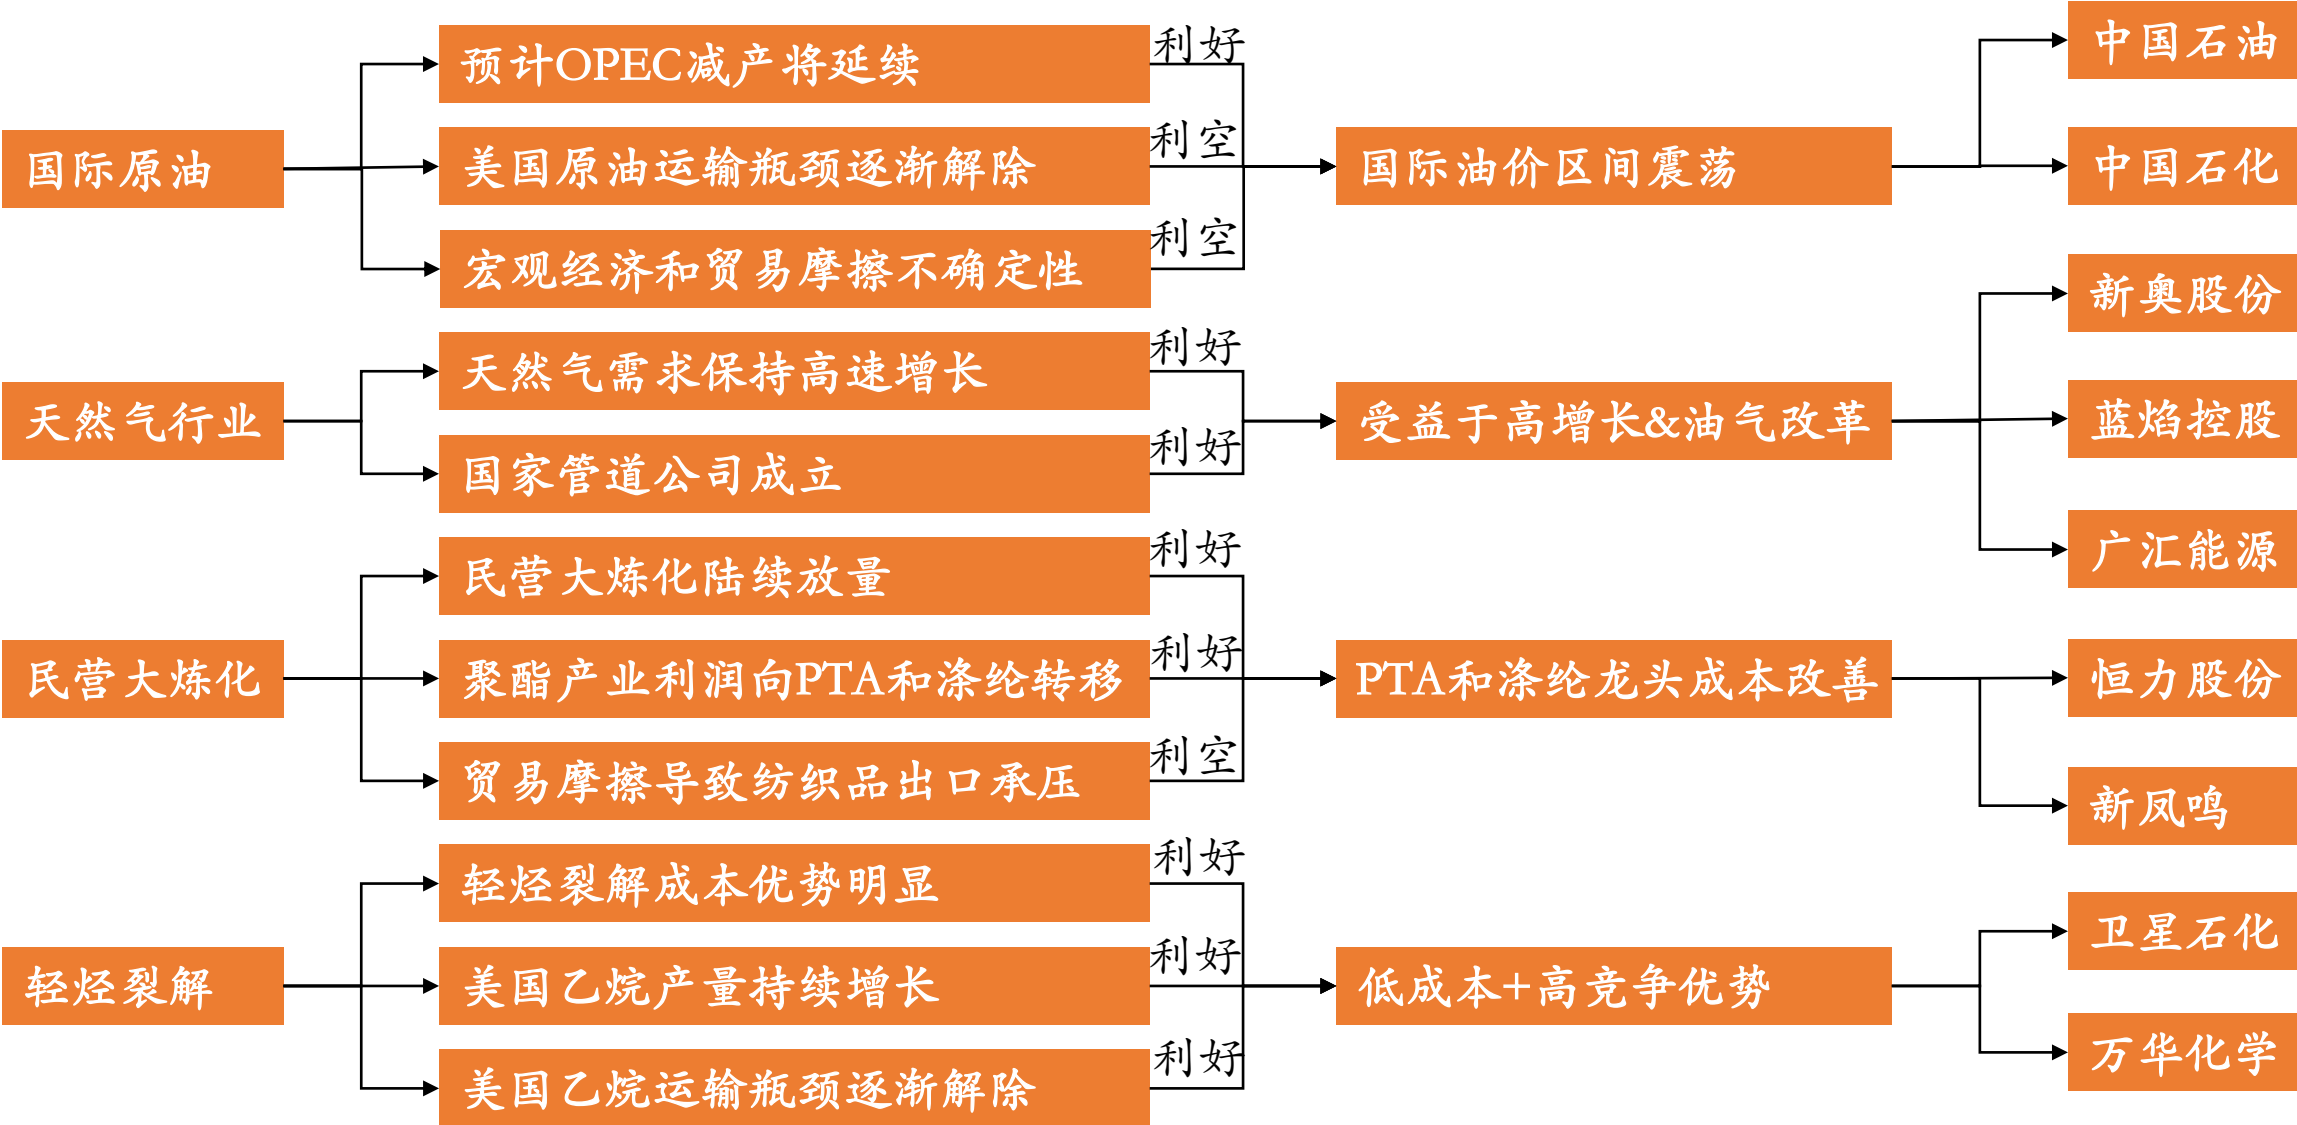 国际原油
预计OPEC减产将延续
利好
美国原油运输瓶颈逐渐解除
利空
宏观经济和贸易摩擦不确定性
利空
国际油价区间震荡
中国石油
中国石化
天然气行业
天然气需求保持高速增长
利好
国家管道公司成立
利好
受益于高增长&油气改革
新奥股份
蓝焰控股
广汇能源
民营大炼化
民营大炼化陆续放量
利好
聚酯产业利润向PTA和涤纶转移
利好
贸易摩擦导致纺织品出口承压
利空
PTA和涤纶龙头成本改善
恒力股份
新凤鸣
轻烃裂解
轻烃裂解成本优势明显
利好
美国乙烷产量持续增长
利好
美国乙烷运输瓶颈逐渐解除
利好
低成本+高竞争优势
卫星石化
万华化学